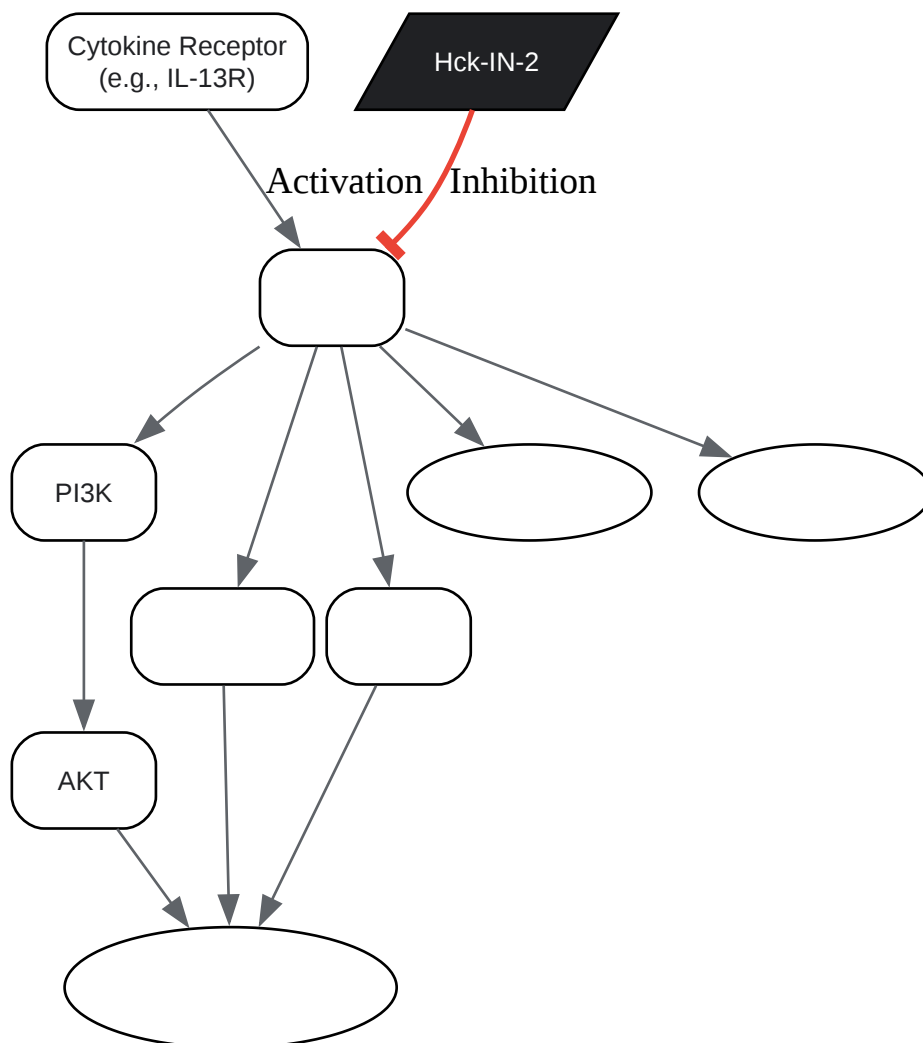 Cytokine Receptor
(e.g., IL-13R)
Hck-IN-2
Activation
Inhibition
PI3K
AKT